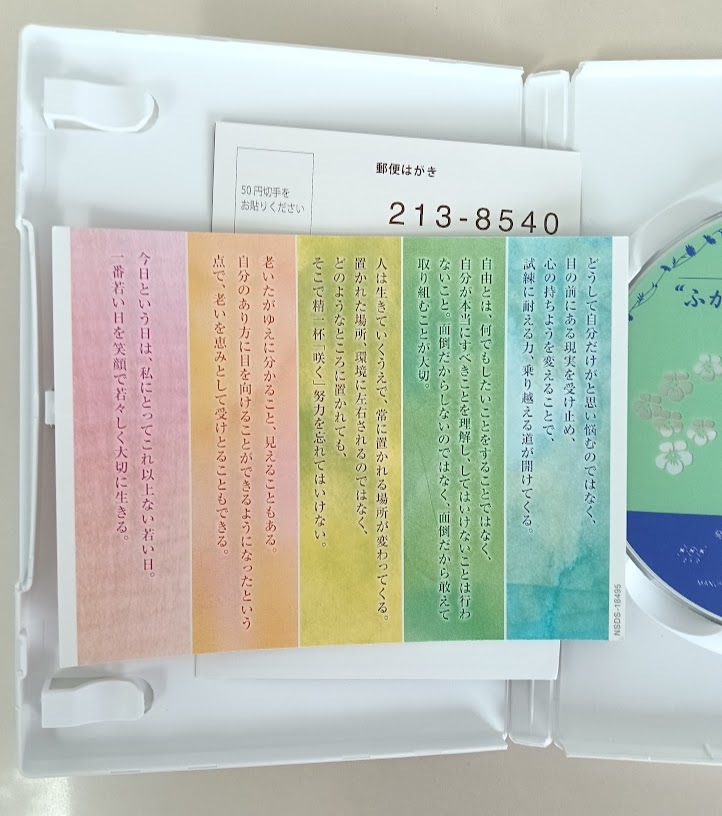 郵便はがき
50円切手を
お貼りください
213-8540
どうして自分だけがと思い悩むのではなく、
目の前にある現実を受け止め、
心の持ちようを変えることで、
試練に耐える力、乗り越える道が開けてくる。
自由とは、何でもしたいことをすることではなく、
自分が本当にすべきことを理解し、してはいけないことは行わ
ないこと。面倒だからしないのではなく、面倒だから敢えて
取り組むことが大切。
人は生きていくうえで、常に置かれる場所が変わってくる。
置かれた場所、環境に左右されるのではなく、
どのようなところに置かれても、
そこで精一杯「咲く」努力を忘れてはいけない。
老いたがゆえに分かること、見えることもある。
自分のあり方に目を向けることができるようになったという
点で、老いを恵みとして受けとることもできる。
今日という日は、私にとってこれ以上ない若い日。
一番若い日を笑顔で若々しく大切に生きる。
NSDS-18495
“ふか